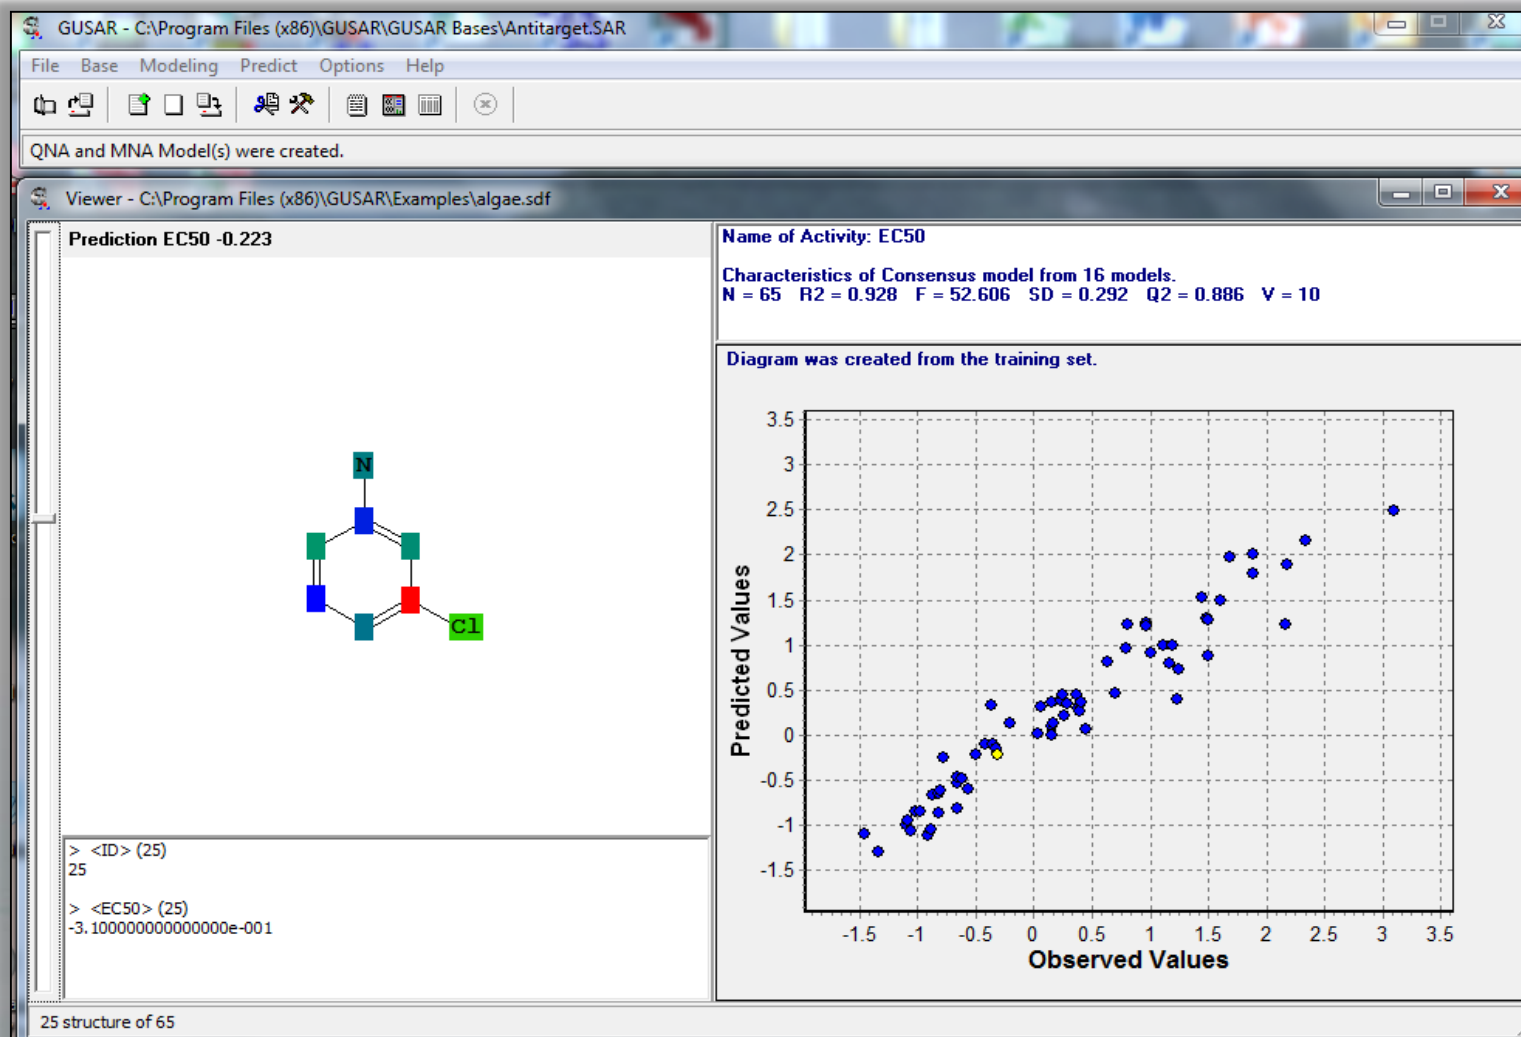 GUSAR - C:\Program Files (x86)\GUSAR\GUSAR Bases\Antitarget.SAR
File Base Modeling Predict Options Help
QNA and MNA Model(s) were created.
Viewer - C:\Program Files (x86)\GUSAR\Examples\algae.sdf
Prediction EC50 -0.223
N
Cl
> <ID> (25)
25
> <EC50> (25)
-3.100000000000000e-001
Name of Activity: EC50
Characteristics of Consensus model from 16 models.
N = 65 R2 = 0.928 F = 52.606 SD = 0.292 Q2 = 0.886 V = 10
Diagram was created from the training set.
3.5
3
2.5
2
1.5
1
0.5
0
-0.5
-1
-1.5
Predicted Values
-1.5 -1 -0.5 0 0.5 1 1.5 2 2.5 3 3.5
Observed Values
25 structure of 65